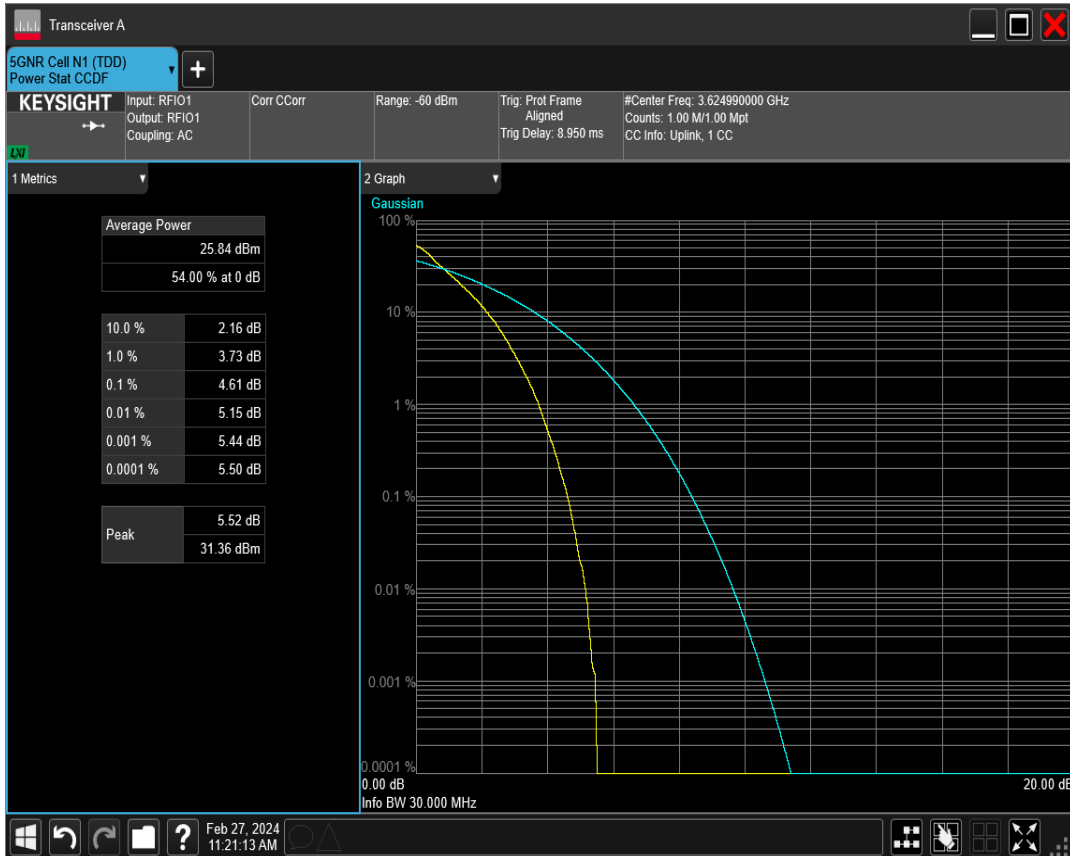 Transceiver A
5GNR Cell N1 (TDD)
Power Stat CCDF
+
KEYSIGHT
LXI
Input: RFIO1
Output: RFIO1
Coupling: AC
Corr CCorr
Range: -60 dBm
Trig: Prot Frame
Aligned
Trig Delay: 8.950 ms
#Center Freq: 3.624990000 GHz
Counts: 1.00 M/1.00 Mpt
CC Info: Uplink, 1 CC
1 Metrics
Average Power
25.84 dBm
54.00 % at 0 dB
10.0 % 2.16 dB
1.0 % 3.73 dB
0.1 % 4.61 dB
0.01 % 5.15 dB
0.001 % 5.44 dB
0.0001 % 5.50 dB
Peak
5.52 dB
31.36 dBm
2 Graph
Gaussian
100 %
10 %
1 %
0.1 %
0.01 %
0.001 %
0.0001 %
0.00 dB 20.00 dB
Info BW 30.000 MHz
?
Feb 27, 2024
11:21:13 AM